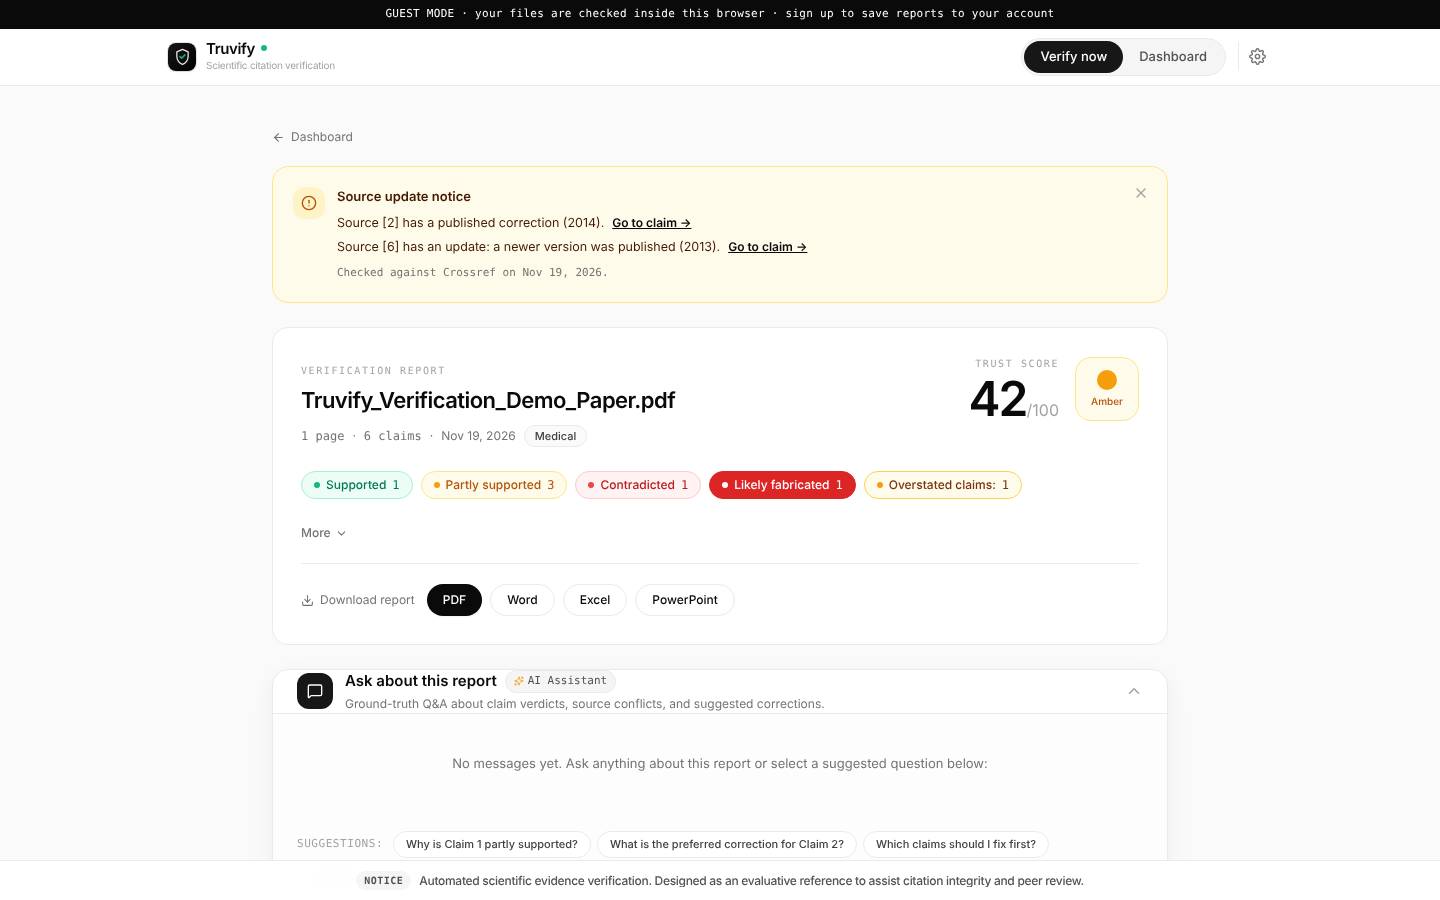 GUEST MODE · your files are checked inside this browser · sign up to save reports to your account
Truvify
Scientific citation verification
Verify now
Dashboard
← Dashboard
Source update notice
Source [2] has a published correction (2014). Go to claim →
Source [6] has an update: a newer version was published (2013). Go to claim →
Checked against Crossref on Nov 19, 2026.
VERIFICATION REPORT
Truvify_Verification_Demo_Paper.pdf
1 page · 6 claims · Nov 19, 2026 Medical
TRUST SCORE
42/100
Amber
Supported 1
Partly supported 3
Contradicted 1
Likely fabricated 1
Overstated claims: 1
More
Download report
PDF
Word
Excel
PowerPoint
Ask about this report AI Assistant
Ground-truth Q&A about claim verdicts, source conflicts, and suggested corrections.
No messages yet. Ask anything about this report or select a suggested question below:
SUGGESTIONS:
Why is Claim 1 partly supported?
What is the preferred correction for Claim 2?
Which claims should I fix first?
NOTICE Automated scientific evidence verification. Designed as an evaluative reference to assist citation integrity and peer review.